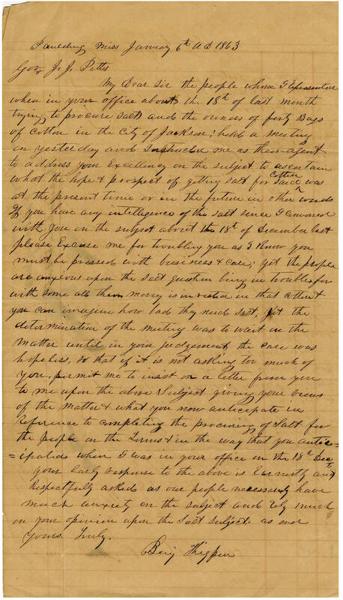 Paulding Miss January 6th AD 1863
Gov J. J. Pettus
My Dear Sir the people whom I represented
when in your office about the 18th of last month
trying to procure salt and the owners of forty Bags
of Cotton in the City of Jackson, held a meeting
on yesterday and instructed me as their agent
to address your Excellency on the subject to ascertain
what the hope & prospect of getting salt for said Cotton was
at the present time or in the future in other words
If you have any intelligence of the salt since I conversed
with you on the subject about the 18th of December last
please Excuse me for troubling you as I know you
must be pressed with business & care, yet the people
are anxious upon the salt question being in trouble for
with some all their money is invested in that cotton &
you can imagine how bad they need salt, yet the
determination of the meeting was to wait on the
matter until in your judgement the case was
hopeless, so that if it is not asking too much of
you permit me to insist on a letter from you
to me upon the above subject giving your views
of the matter & what you now anticipate in
reference to completing the procuring of salt for
the people on the terms & in the way that you antic=
=ipated when I was in your office on the 18th Dec
your Early response to the above is Earnestly and
respectfully asked as our people necessarily have
much anxiety on the subject and rely much
on your opinion upon the salt subject as ever
yours truly.
Benj Thigpen